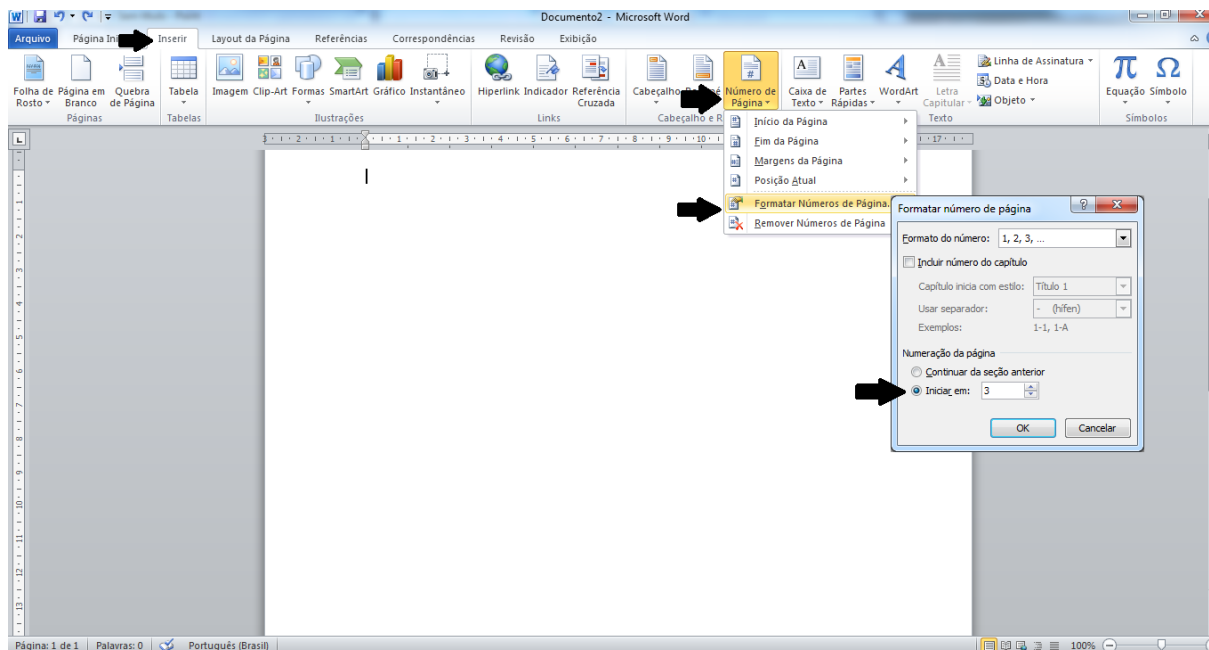 Documento2 - Microsoft Word
Arquivo Inserir Layout da Página Referências Correspondências Revisão Exibição
Folha de Rosto
Página em Branco
Quebra de Página
Tabela
Imagem
Clip-Art
Formas
SmartArt
Gráfico
Instantâneo
Hiperlink
Indicador
Referência Cruzada
Número de Página
Caixa de Texto
Partes Rápidas
WordArt
Letra Capitular
Linha de Assinatura
Data e Hora
Objeto
Equação
Símbolo
Páginas Tabelas Ilustrações Links Texto Símbolos
Início da Página
Fim da Página
Margens da Página
Posição Atual
Formatar Números de Página.
Remover Números de Página
Formatar número de página
Formato do número: 1, 2, 3, ...
Incluir número do capítulo
Capítulo inicia com estilo: Título 1
Usar separador: - (hífen)
Exemplos: 1-1, 1-A
Numeração da página
Continuar da seção anterior
Iniciar em: 3
OK Cancelar
Página: 1 de 1 Palavras: 0 Português (Brasil) 100%